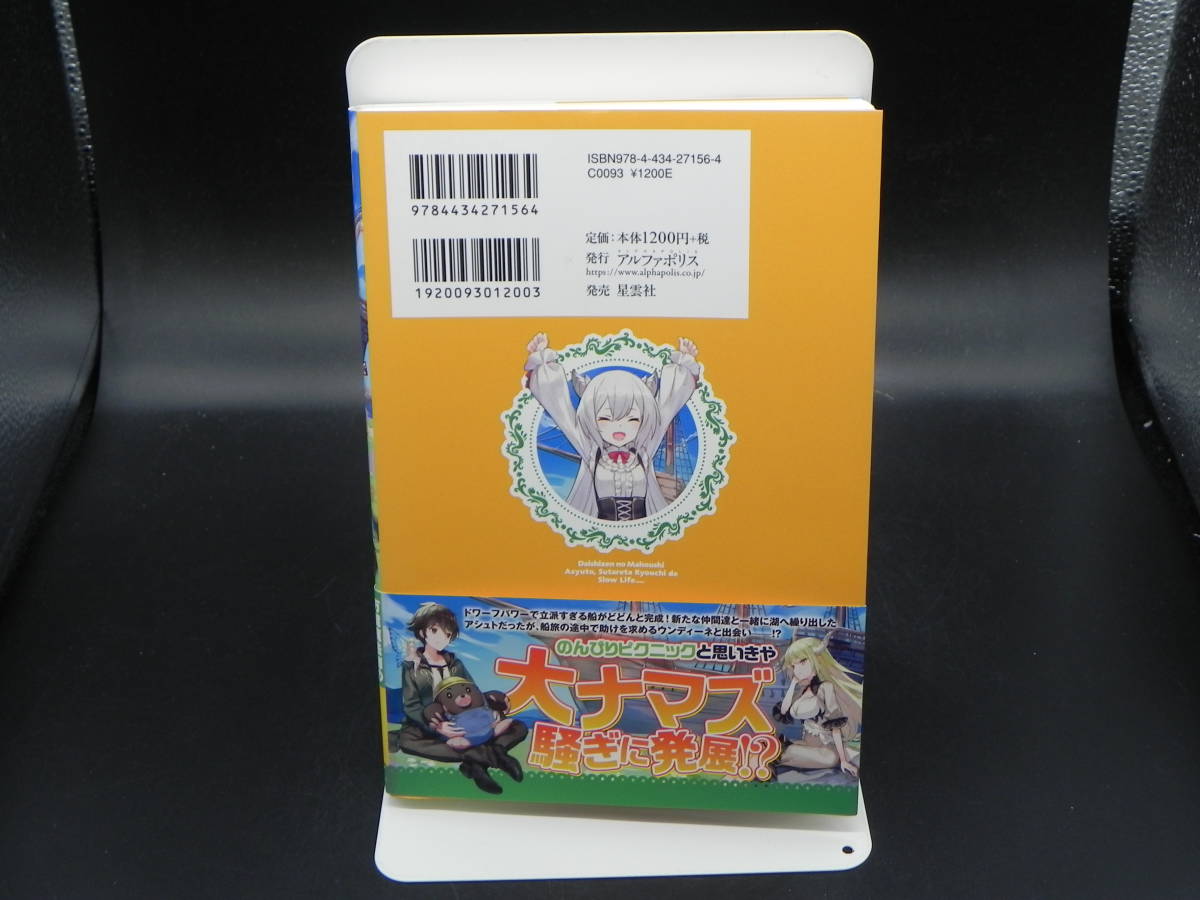 ISBN978-4-434-27156-4
C0093 ¥1200E
9784434271564
定価：本体1200円+税
発行 アルファポリス
https://www.alphapolis.co.jp/
1920093012003
発売 星雲社
Daishizen no Mahoushi
Asyuto, Sutareta Ryouchi de
Slow Life
ドワーフパワーで立派すぎる船がどどんと完成！新たな仲間達と一緒に湖へ繰り出した
アシュトだったが、船旅の途中で助けを求めるウンディーネと出会い――!?
のんびりピクニックと思いきや
大ナマズ
騒ぎに発展!?